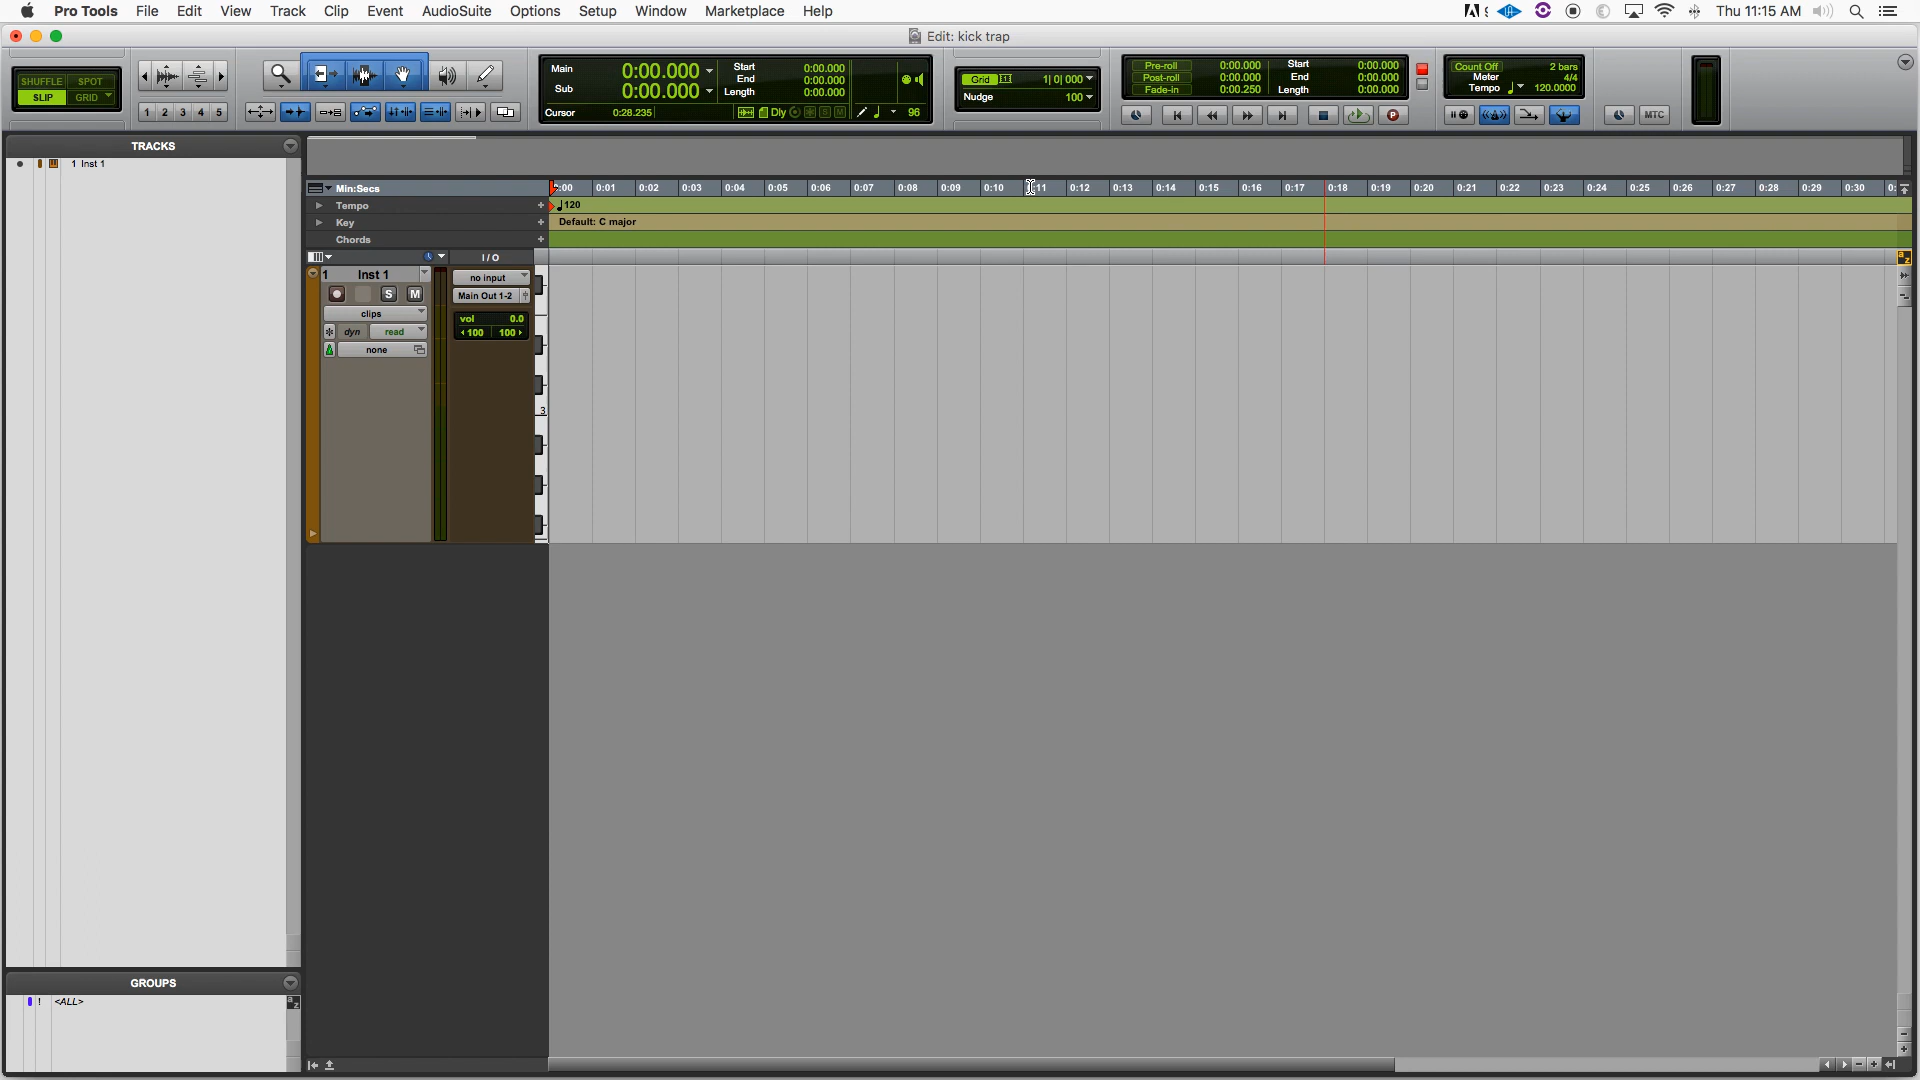 Pro Tools File Edit View Track Clip Event AudioSuite Options Setup Window Marketplace Help Thu 11:15 AM
Edit: kick trap
SHUFFLE SPOT
SLIP GRID
1 2 3 4 5
Main 0:00.000
Sub 0:00.000
Start 0:00.000
End 0:00.000
Length 0:00.000
Cursor 0:28.235 Dly S M 96
Grid 1| 0| 000
Nudge 100
Pre-roll 0:00.000
Post-roll 0:00.000
Fade-in 0:00.250
Start 0:00.000
End 0:00.000
Length 0:00.000
Count Off 2 bars
Meter 4/4
Tempo 120.0000
MTC
TRACKS
1 Inst 1
Min:Secs :00 0:01 0:02 0:03 0:04 0:05 0:06 0:07 0:08 0:09 0:10 :11 0:12 0:13 0:14 0:15 0:16 0:17 0:18 0:19 0:20 0:21 0:22 0:23 0:24 0:25 0:26 0:27 0:28 0:29 0:30 0:
Tempo + 120
Key + Default: C major
Chords +
I / O
a z
1 Inst 1 no input
S M Main Out 1-2
clips vol 0.0
dyn read 100 100
none
3
GROUPS
! <ALL>
a z